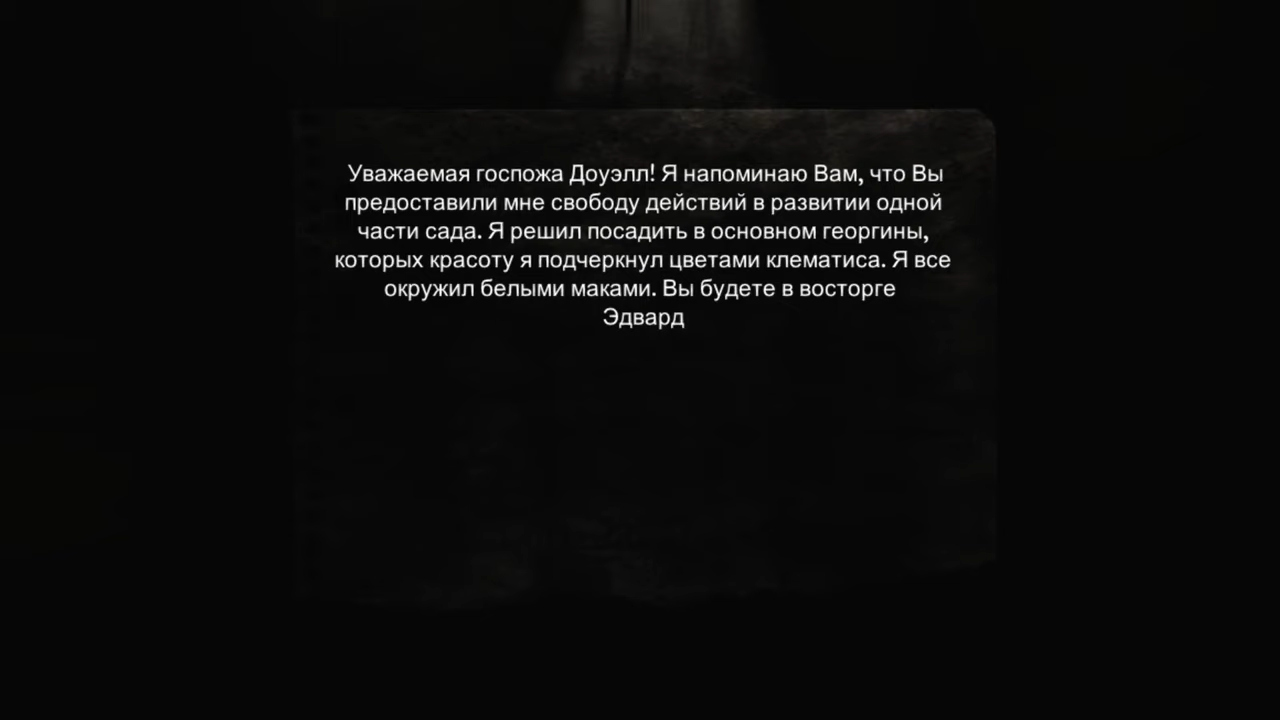 Уважаемая госпожа Доуэлл! Я напоминаю Вам, что Вы
предоставили мне свободу действий в развитии одной
части сада. Я решил посадить в основном георгины,
которых красоту я подчеркнул цветами клематиса. Я все
окружил белыми маками. Вы будете в восторге
Эдвард